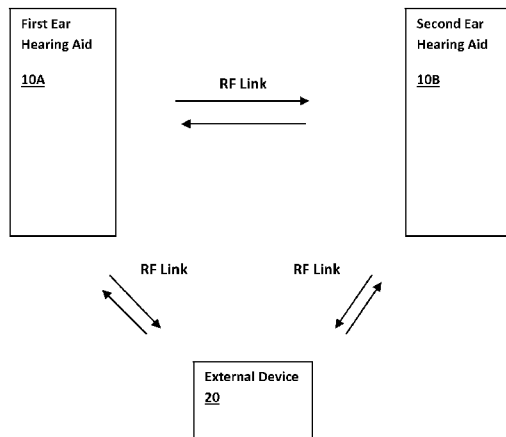 First Ear
Hearing Aid
10A
Second Ear
Hearing Aid
10B
RF Link
RF Link
RF Link
External Device
20